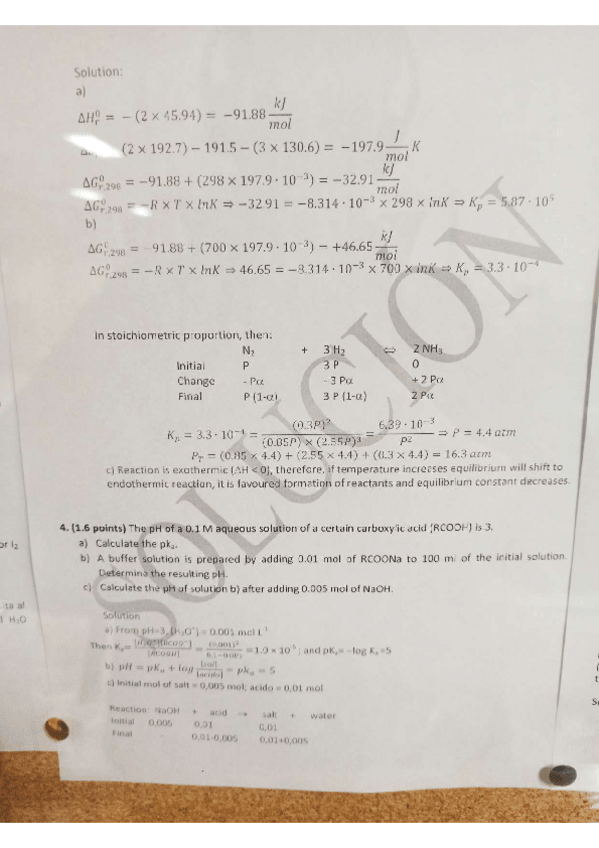 Solution:
a)
ΔH⁰ᵣ = − (2 × 45.94) = −91.88 kJ/mol
(2 × 192.7) − 191.5 − (3 × 130.6) = −197.9 J/mol K
ΔG⁰ᵣ,₂₉₈ = −91.88 + (298 × 197.9 · 10⁻³) = −32.91 kJ/mol
ΔG⁰ᵣ,₂₉₈ = −R × T × lnK ⇒ −32.91 = −8.314 · 10⁻³ × 298 × lnK ⇒ Kₚ = 5.87 · 10⁵
b)
ΔG⁰ᵣ,₂₉₈ = −91.88 + (700 × 197.9 · 10⁻³) = +46.65 kJ/mol
ΔG⁰ᵣ,₂₉₈ = −R × T × lnK ⇒ 46.65 = −8.314 · 10⁻³ × 700 × lnK ⇒ Kₚ = 3.3 · 10⁻⁴
In stoichiometric proportion, then:
N₂ + 3 H₂ ⇔ 2 NH₃
Initial P 3 P 0
Change - Pα - 3 Pα + 2 Pα
Final P (1-α) 3 P (1-α) 2 Pα
Kₚ = 3.3 · 10⁻⁴ = (0.3P)² / (0.85P) × (2.55P)³ = 6.39 · 10⁻³ / P² ⇒ P = 4.4 atm
P_T = (0.85 × 4.4) + (2.55 × 4.4) + (0.3 × 4.4) = 16.3 atm
c) Reaction is exothermic (ΔH < 0), therefore, if temperature increases equilibrium will shift to
endothermic reaction, it is favoured formation of reactants and equilibrium constant decreases.
4. (1.6 points) The pH of a 0.1 M aqueous solution of a certain carboxylic acid (RCOOH) is 3.
a) Calculate the pkₐ.
b) A buffer solution is prepared by adding 0.01 mol of RCOONa to 100 ml of the initial solution.
Determine the resulting pH.
c) Calculate the pH of solution b) after adding 0.005 mol of NaOH.
Solution
a) From pH=3, [H₃O⁺] = 0.001 mol L⁻¹
Then Kₐ= [H₃O⁺][RCOO⁻] / [RCOOH] = (0.001)² / 0.1−0.001 = 1.0 × 10⁻⁵ ; and pKₐ= −log Kₐ=5
b) pH = pKₐ + log [salt] / [acids] = pkₐ = 5
c) Initial mol of salt = 0,005 mol; acido = 0,01 mol
Reaction: NaOH + acid → salt + water
Initial 0,005 0,01 0,01
Final 0,01-0,005 0,01+0,005
SOLUCION
or I₂
H₂O